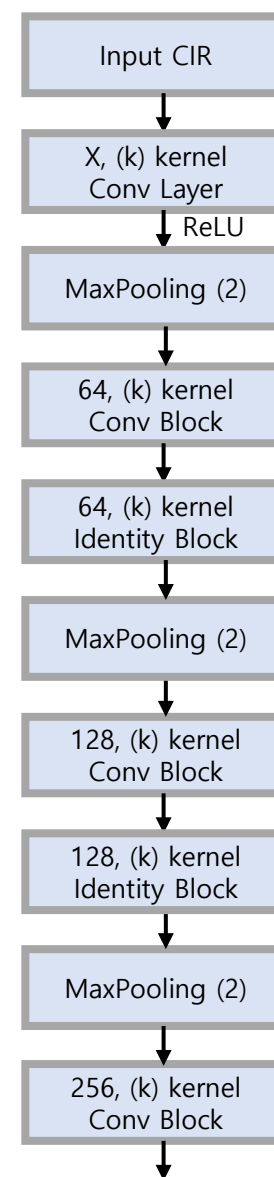 Input CIR
X, (k) kernel
Conv Layer
ReLU
MaxPooling (2)
64, (k) kernel
Conv Block
64, (k) kernel
Identity Block
MaxPooling (2)
128, (k) kernel
Conv Block
128, (k) kernel
Identity Block
MaxPooling (2)
256, (k) kernel
Conv Block